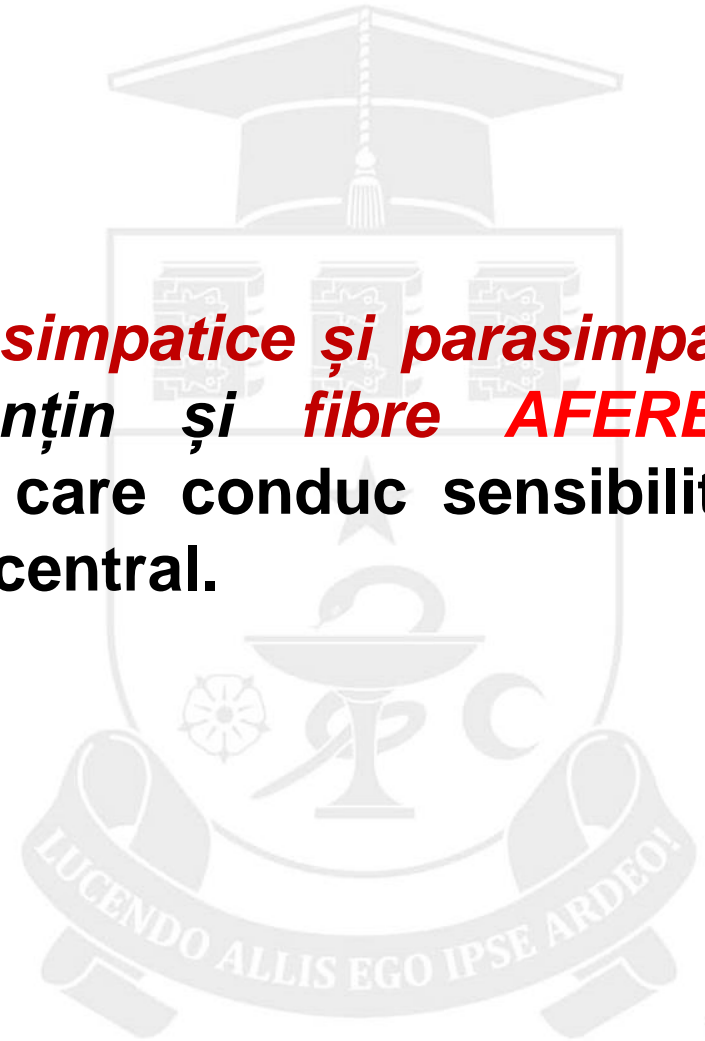 simpatice și parasimpa
nțin și fibre AFERE
care conduc sensibilit
central.
LUCENDO ALLIS EGO IPSE ARDEO!